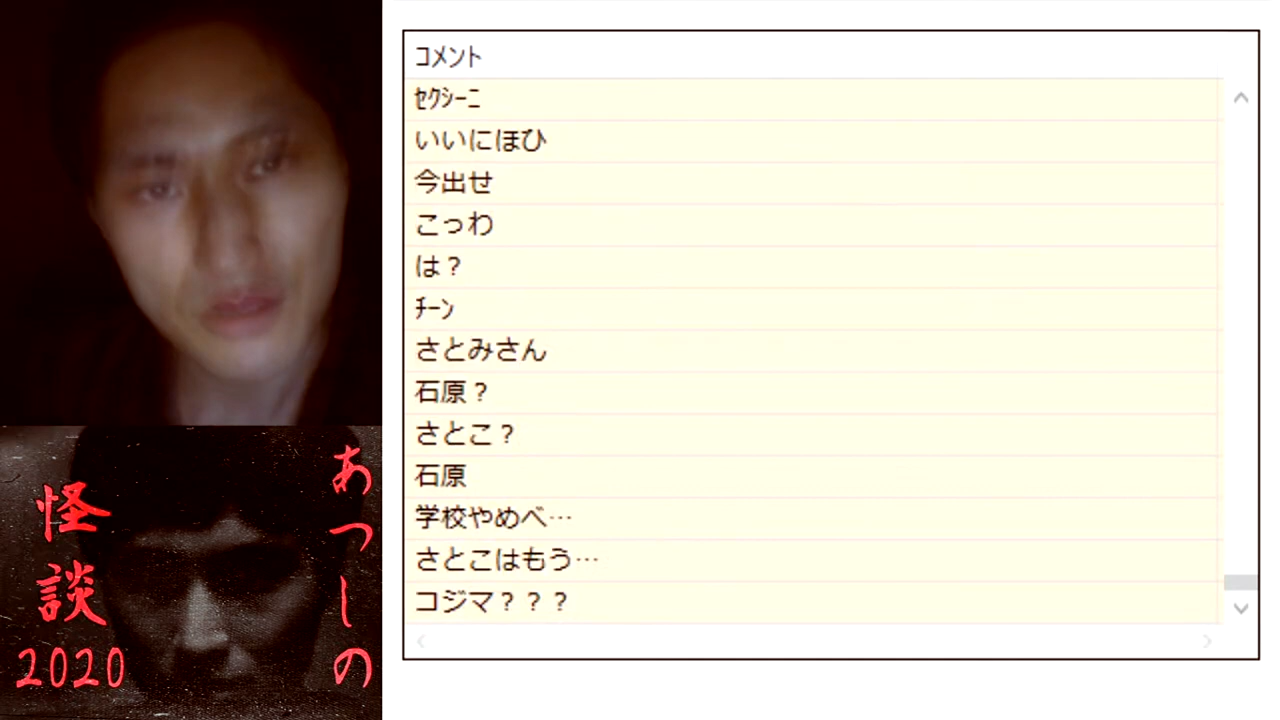 コメント
ｾｸｼｰﾆ
いいにほひ
今出せ
こっわ
は？
ﾁｰﾝ
さとみさん
石原？
さとこ？
石原
学校やめべ…
さとこはもう…
コジマ？？？
あつしの
怪談
2020